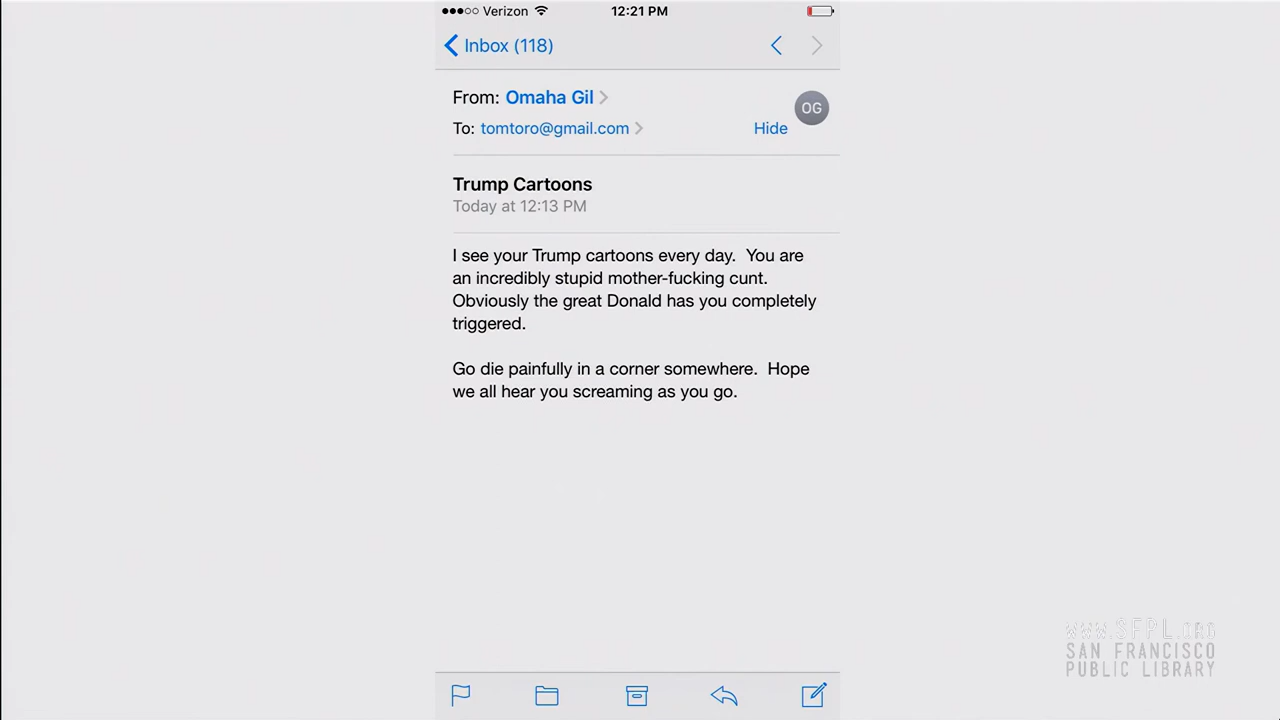 Verizon 12:21 PM
Inbox (118)
From: Omaha Gil
OG
To: tomtoro@gmail.com
Hide
Trump Cartoons
Today at 12:13 PM
I see your Trump cartoons every day. You are
an incredibly stupid mother-fucking cunt.
Obviously the great Donald has you completely
triggered.
Go die painfully in a corner somewhere. Hope
we all hear you screaming as you go.
WWW.SFPL.ORG
SAN FRANCISCO
PUBLIC LIBRARY